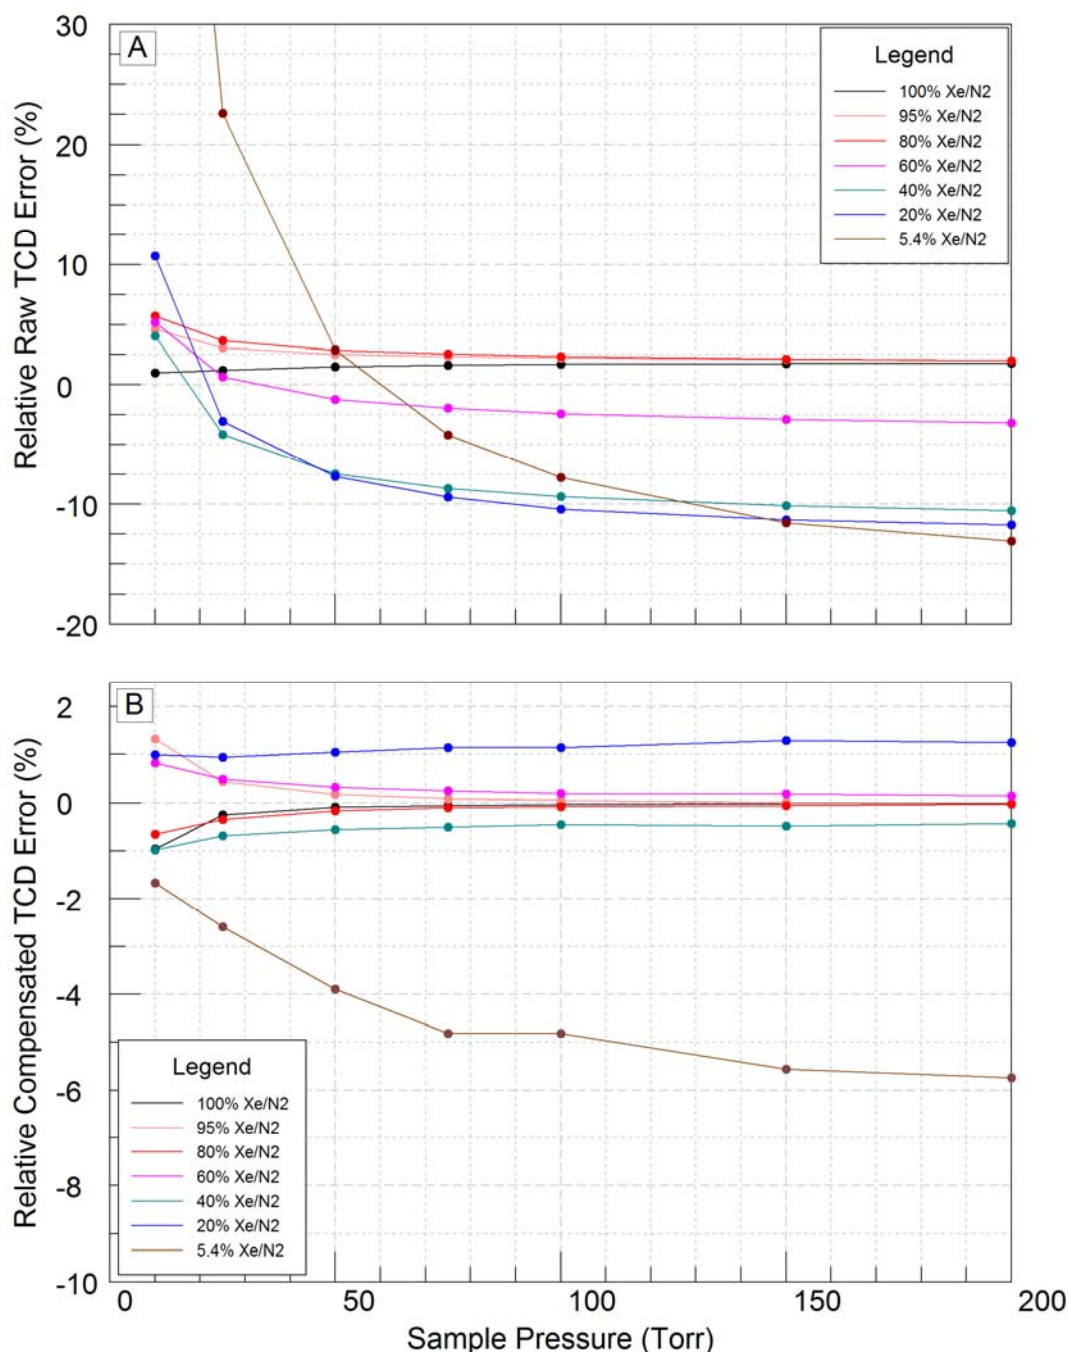 A
Relative Raw TCD Error (%)
30
20
10
0
-10
-20
Legend
100% Xe/N2
95% Xe/N2
80% Xe/N2
60% Xe/N2
40% Xe/N2
20% Xe/N2
5.4% Xe/N2
B
Relative Compensated TCD Error (%)
2
0
-2
-4
-6
-8
-10
Legend
100% Xe/N2
95% Xe/N2
80% Xe/N2
60% Xe/N2
40% Xe/N2
20% Xe/N2
5.4% Xe/N2
0 50 100 150 200
Sample Pressure (Torr)